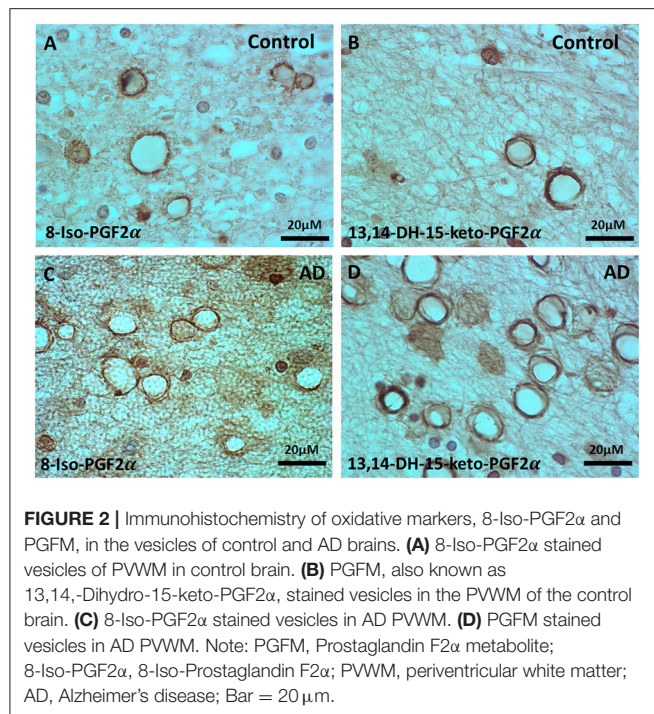 A
Control
8-Iso-PGF2α
20μM
B
Control
13,14-DH-15-keto-PGF2α
20μM
C
AD
8-Iso-PGF2α
20μM
D
AD
13,14-DH-15-keto-PGF2α
20μM
FIGURE 2 | Immunohistochemistry of oxidative markers, 8-Iso-PGF2α and
PGFM, in the vesicles of control and AD brains. (A) 8-Iso-PGF2α stained
vesicles of PVWM in control brain. (B) PGFM, also known as
13,14,-Dihydro-15-keto-PGF2α, stained vesicles in the PVWM of the control
brain. (C) 8-Iso-PGF2α stained vesicles in AD PVWM. (D) PGFM stained
vesicles in AD PVWM. Note: PGFM, Prostaglandin F2α metabolite;
8-Iso-PGF2α, 8-Iso-Prostaglandin F2α; PVWM, periventricular white matter;
AD, Alzheimer's disease; Bar = 20 μm.